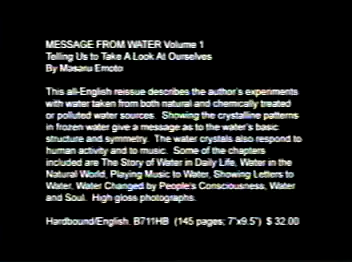 MESSAGE FROM WATER Volume 1
Telling Us to Take A Look At Ourselves
By Masaru Emoto
This all-English reissue describes the author's experiments
with water taken from both natural and chemically treated
or polluted water sources. Showing the crystalline patterns
in frozen water give a message as to the water's basic
structure and symmetry. The water crystals also respond to
human activity and to music. Some of the chapters
included are The Story of Water in Daily Life, Water in the
Natural World, Playing Music to Water, Showing Letters to
Water, Water Changed by People's Consciousness, Water
and Soul. High gloss photographs.
Hardbound/English. B711HB (145 pages; 7"x9.5") $ 32.00